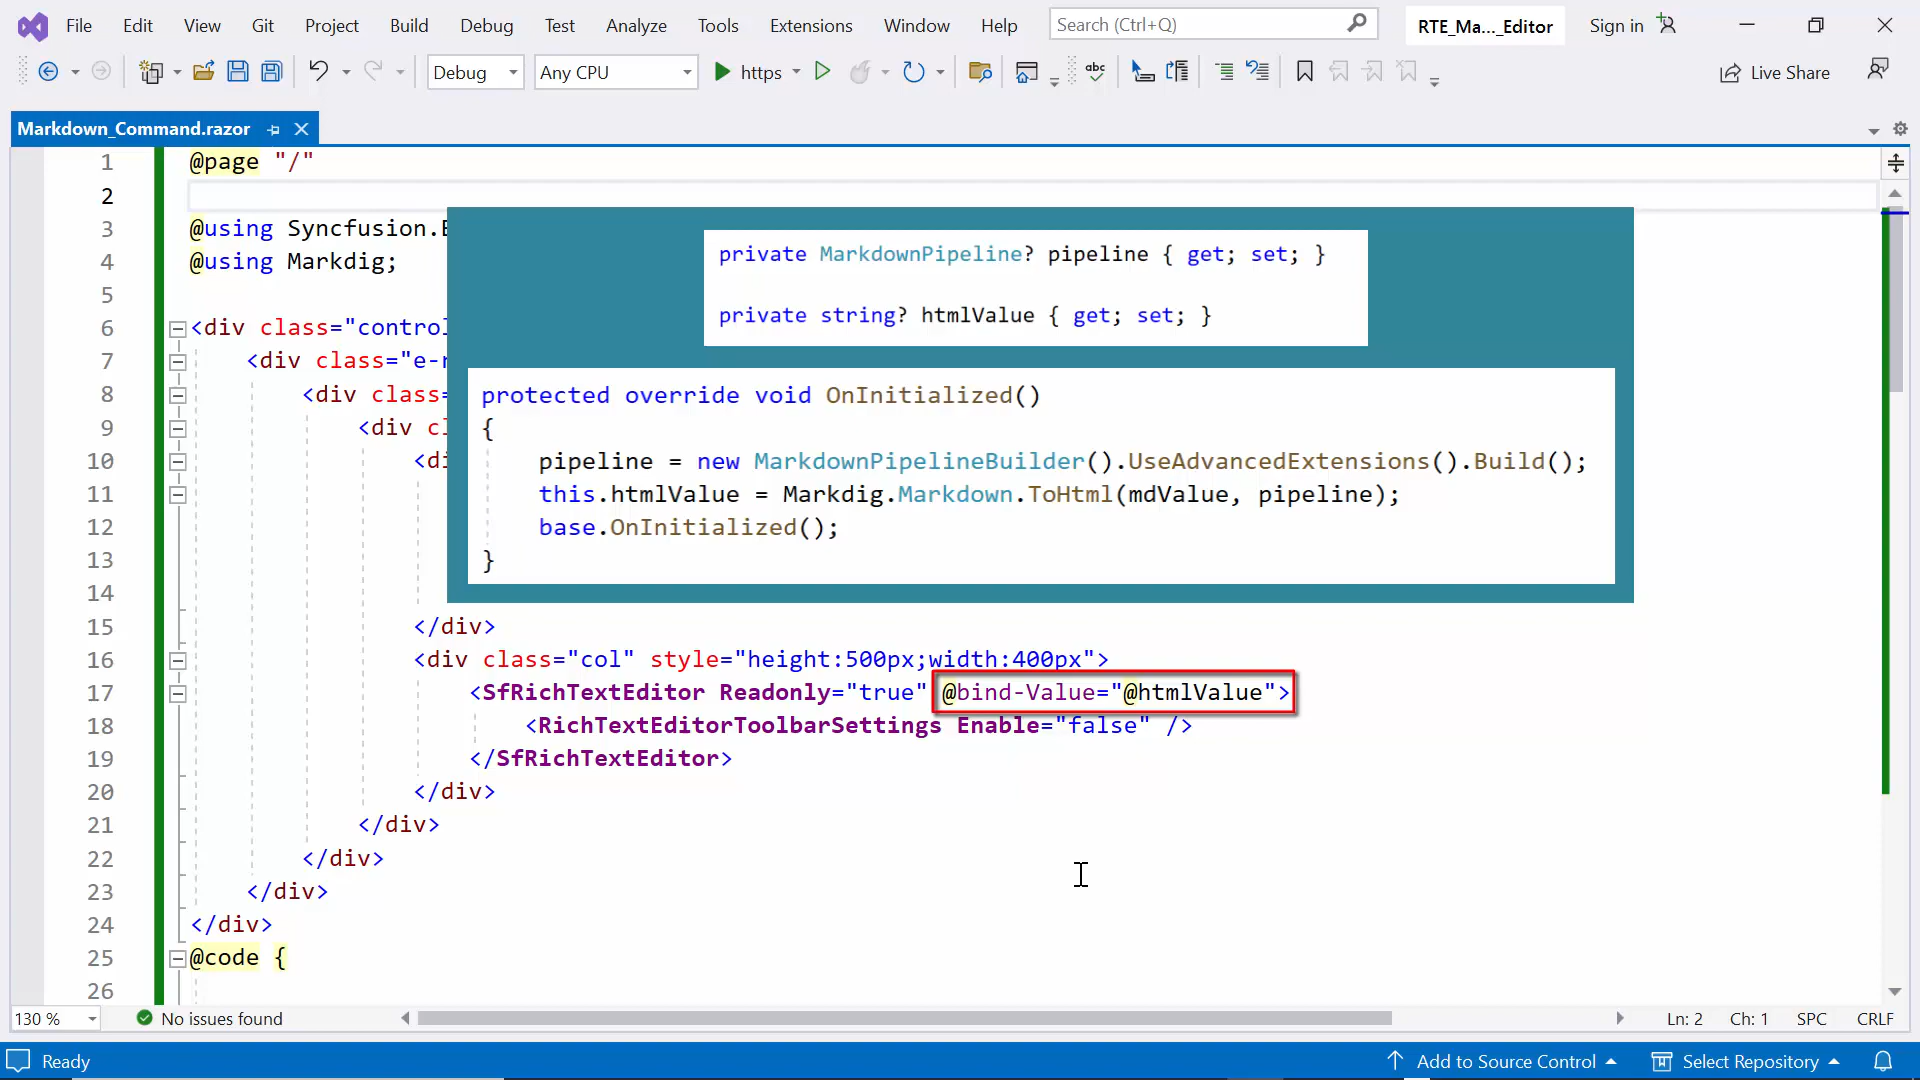 File Edit View Git Project Build Debug Test Analyze Tools Extensions Window Help Search (Ctrl+Q) RTE_Ma..._Editor Sign in
Debug Any CPU https abc Live Share
Markdown_Command.razor
1 @page "/"
2
3 @using Syncfusion.
4 @using Markdig;
5
6 <div class="control
7 <div class="e-r
8 <div class=
9 <div cl
10 <di
11
12
13
14
private MarkdownPipeline? pipeline { get; set; }
private string? htmlValue { get; set; }
protected override void OnInitialized()
{
pipeline = new MarkdownPipelineBuilder().UseAdvancedExtensions().Build();
this.htmlValue = Markdig.Markdown.ToHtml(mdValue, pipeline);
base.OnInitialized();
}
15 </div>
16 <div class="col" style="height:500px;width:400px">
17 <SfRichTextEditor Readonly="true" @bind-Value="@htmlValue">
18 <RichTextEditorToolbarSettings Enable="false" />
19 </SfRichTextEditor>
20 </div>
21 </div>
22 </div>
23 </div>
24 </div>
25 @code {
26
130 % No issues found Ln: 2 Ch: 1 SPC CRLF
Ready Add to Source Control Select Repository